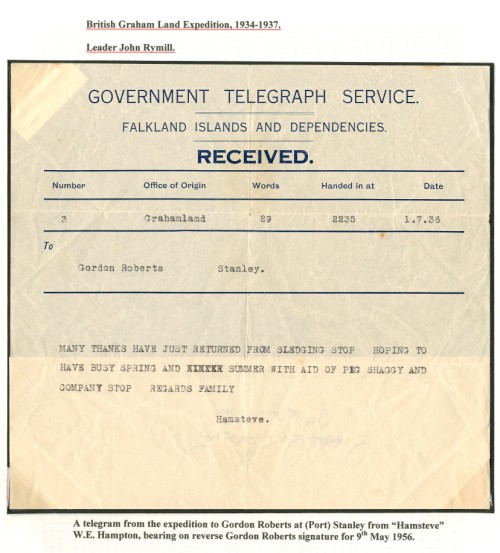 British Graham Land Expedition, 1934-1937.
Leader John Rymill.
GOVERNMENT TELEGRAPH SERVICE.
FALKLAND ISLANDS AND DEPENDENCIES.
RECEIVED.
Number Office of Origin Words Handed in at Date
3 Grahamland 29 2235 1.7.36
To
Gordon Roberts Stanley.
MANY THANKS HAVE JUST RETURNED FROM SLEDGING STOP HOPING TO
HAVE BUSY SPRING AND XXXXXX SUMMER WITH AID OF PEG SHAGGY AND
COMPANY STOP REGARDS FAMILY
Hamsteve.
A telegram from the expedition to Gordon Roberts at (Port) Stanley from “Hamsteve”
W.E. Hampton, bearing on reverse Gordon Roberts signature for 9th May 1956.